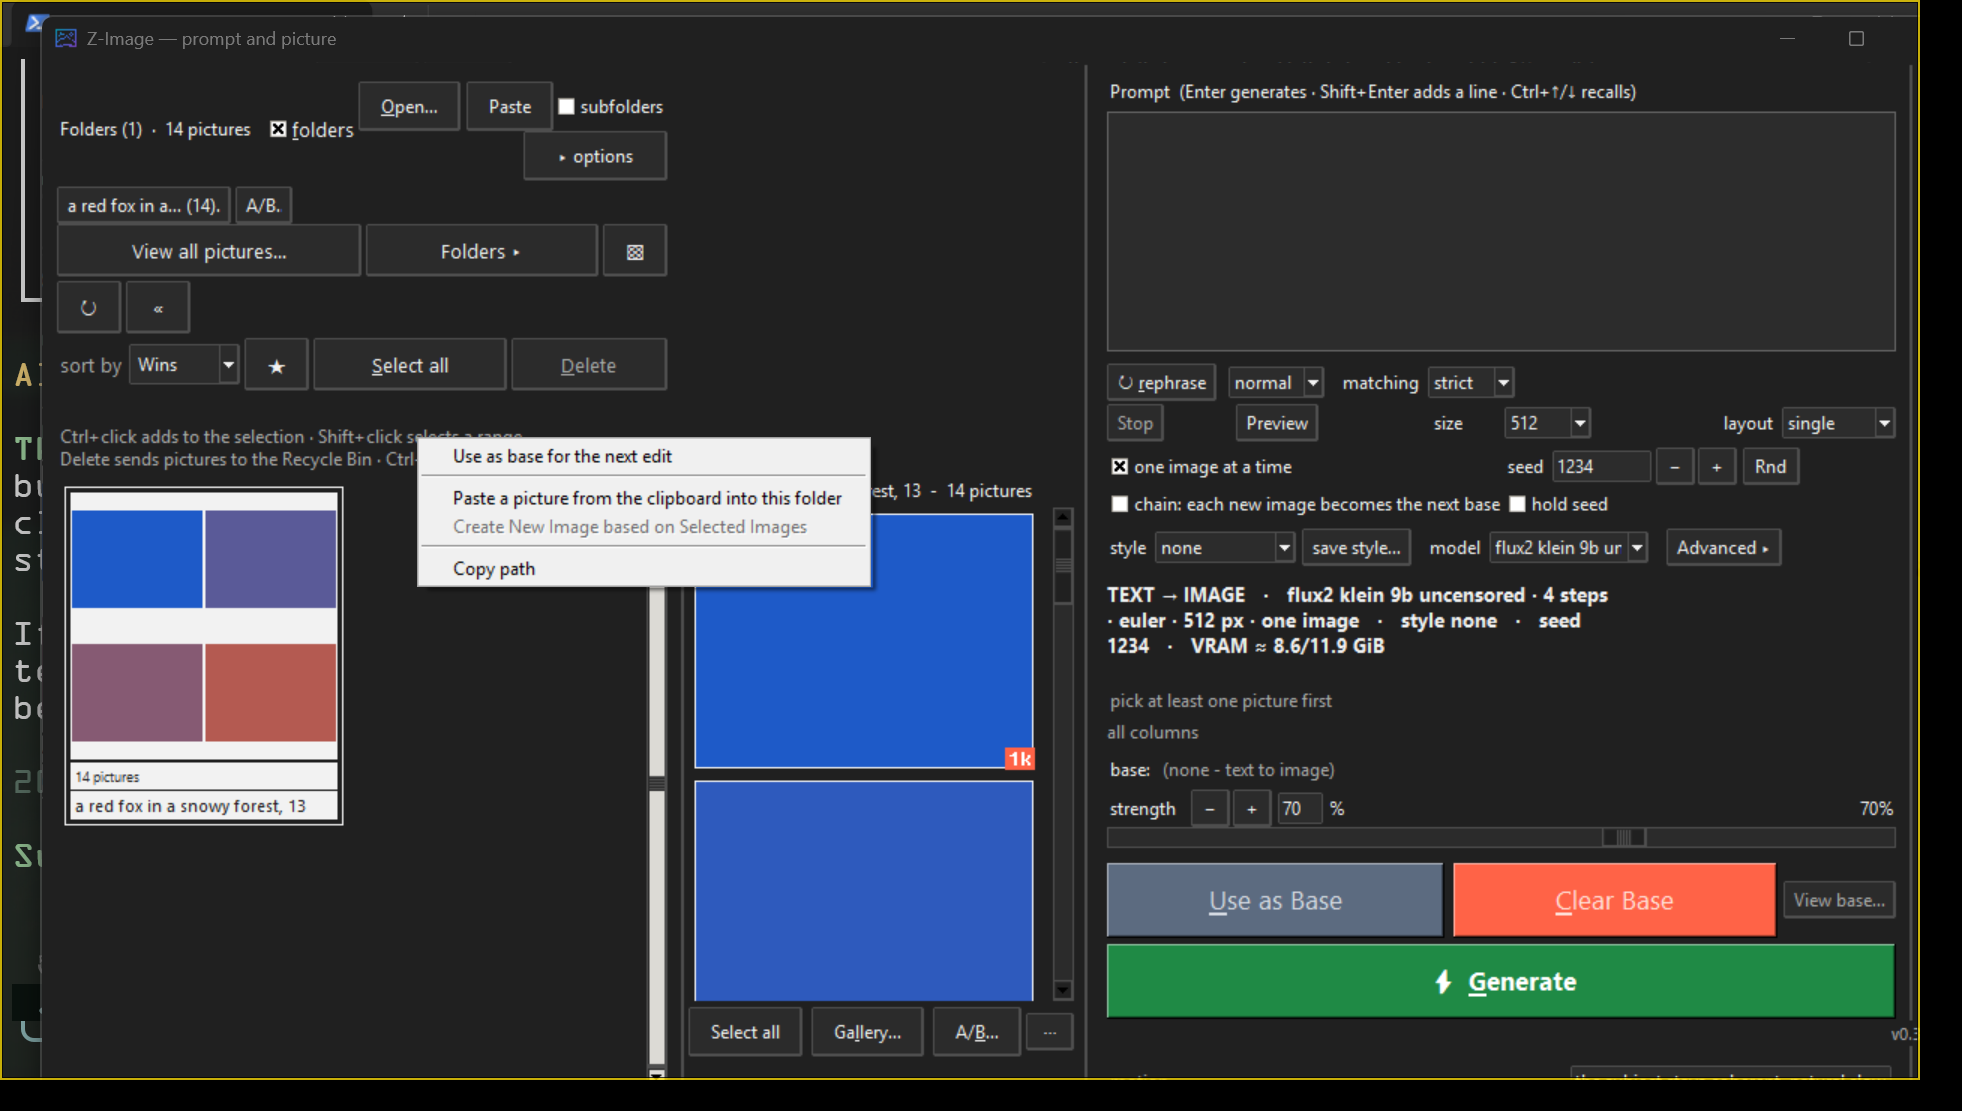 Z-Image — prompt and picture
Folders (1) · 14 pictures
folders
Open...
Paste
subfolders
▸ options
a red fox in a... (14).
A/B.
View all pictures...
Folders ▸
«
sort by
Wins
★
Select all
Delete
Ctrl+click adds to the selection · Shift+click selects a range
Delete sends pictures to the Recycle Bin · Ctrl-
Use as base for the next edit
Paste a picture from the clipboard into this folder
Create New Image based on Selected Images
Copy path
14 pictures
a red fox in a snowy forest, 13
est, 13 - 14 pictures
1k
Select all
Gallery...
A/B...
...
Prompt (Enter generates · Shift+Enter adds a line · Ctrl+↑/↓ recalls)
↻ rephrase
normal
matching
strict
Stop
Preview
size
512
layout
single
one image at a time
seed
1234
−
+
Rnd
chain: each new image becomes the next base
hold seed
style
none
save style...
model
flux2 klein 9b ur
Advanced ▸
TEXT → IMAGE · flux2 klein 9b uncensored · 4 steps
· euler · 512 px · one image · style none · seed
1234 · VRAM ≈ 8.6/11.9 GiB
pick at least one picture first
all columns
base: (none - text to image)
strength
−
+
70
%
70%
Use as Base
Clear Base
View base...
Generate
v0.3